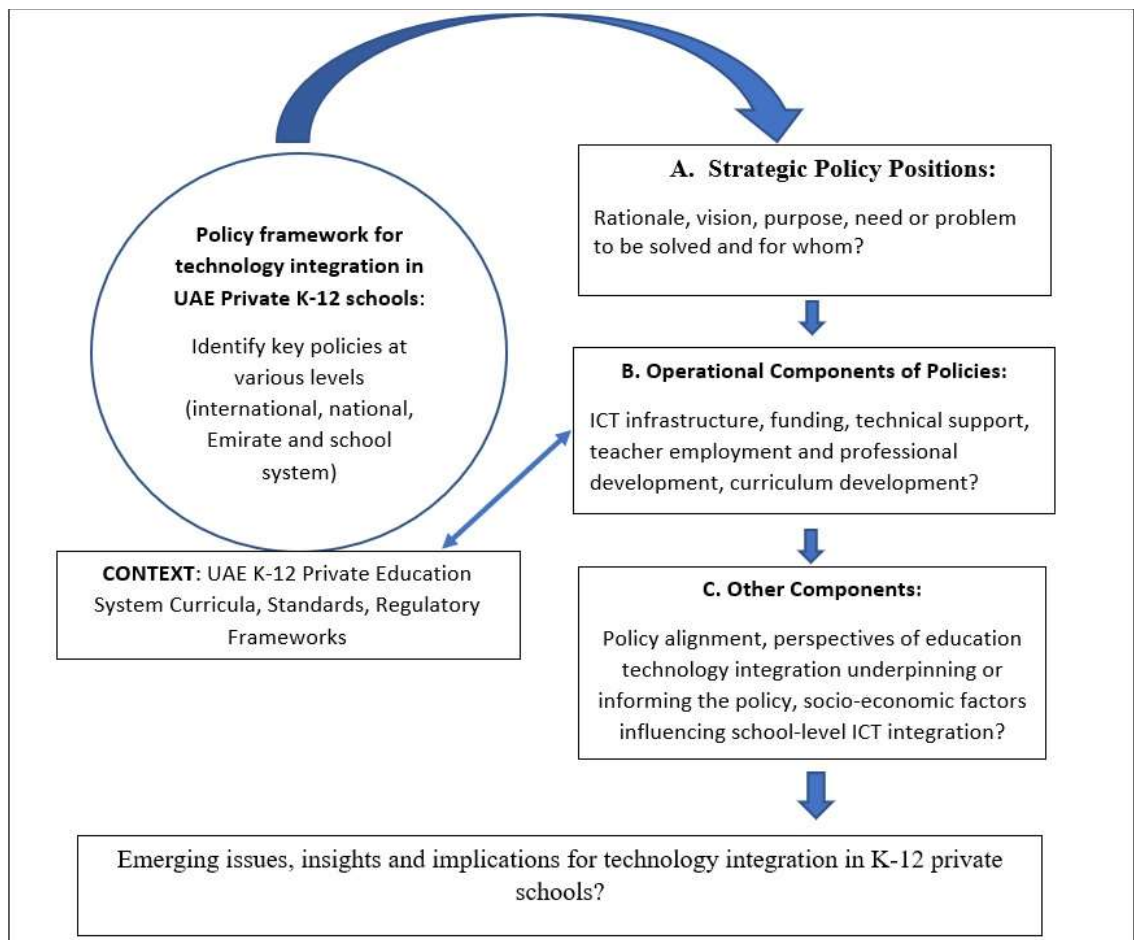 Policy framework for
technology integration in
UAE Private K-12 schools:
Identify key policies at
various levels
(international, national,
Emirate and school
system)
CONTEXT: UAE K-12 Private Education
System Curricula, Standards, Regulatory
Frameworks
A. Strategic Policy Positions:
Rationale, vision, purpose, need or problem
to be solved and for whom?
B. Operational Components of Policies:
ICT infrastructure, funding, technical support,
teacher employment and professional
development, curriculum development?
C. Other Components:
Policy alignment, perspectives of education
technology integration underpinning or
informing the policy, socio-economic factors
influencing school-level ICT integration?
Emerging issues, insights and implications for technology integration in K-12 private
schools?